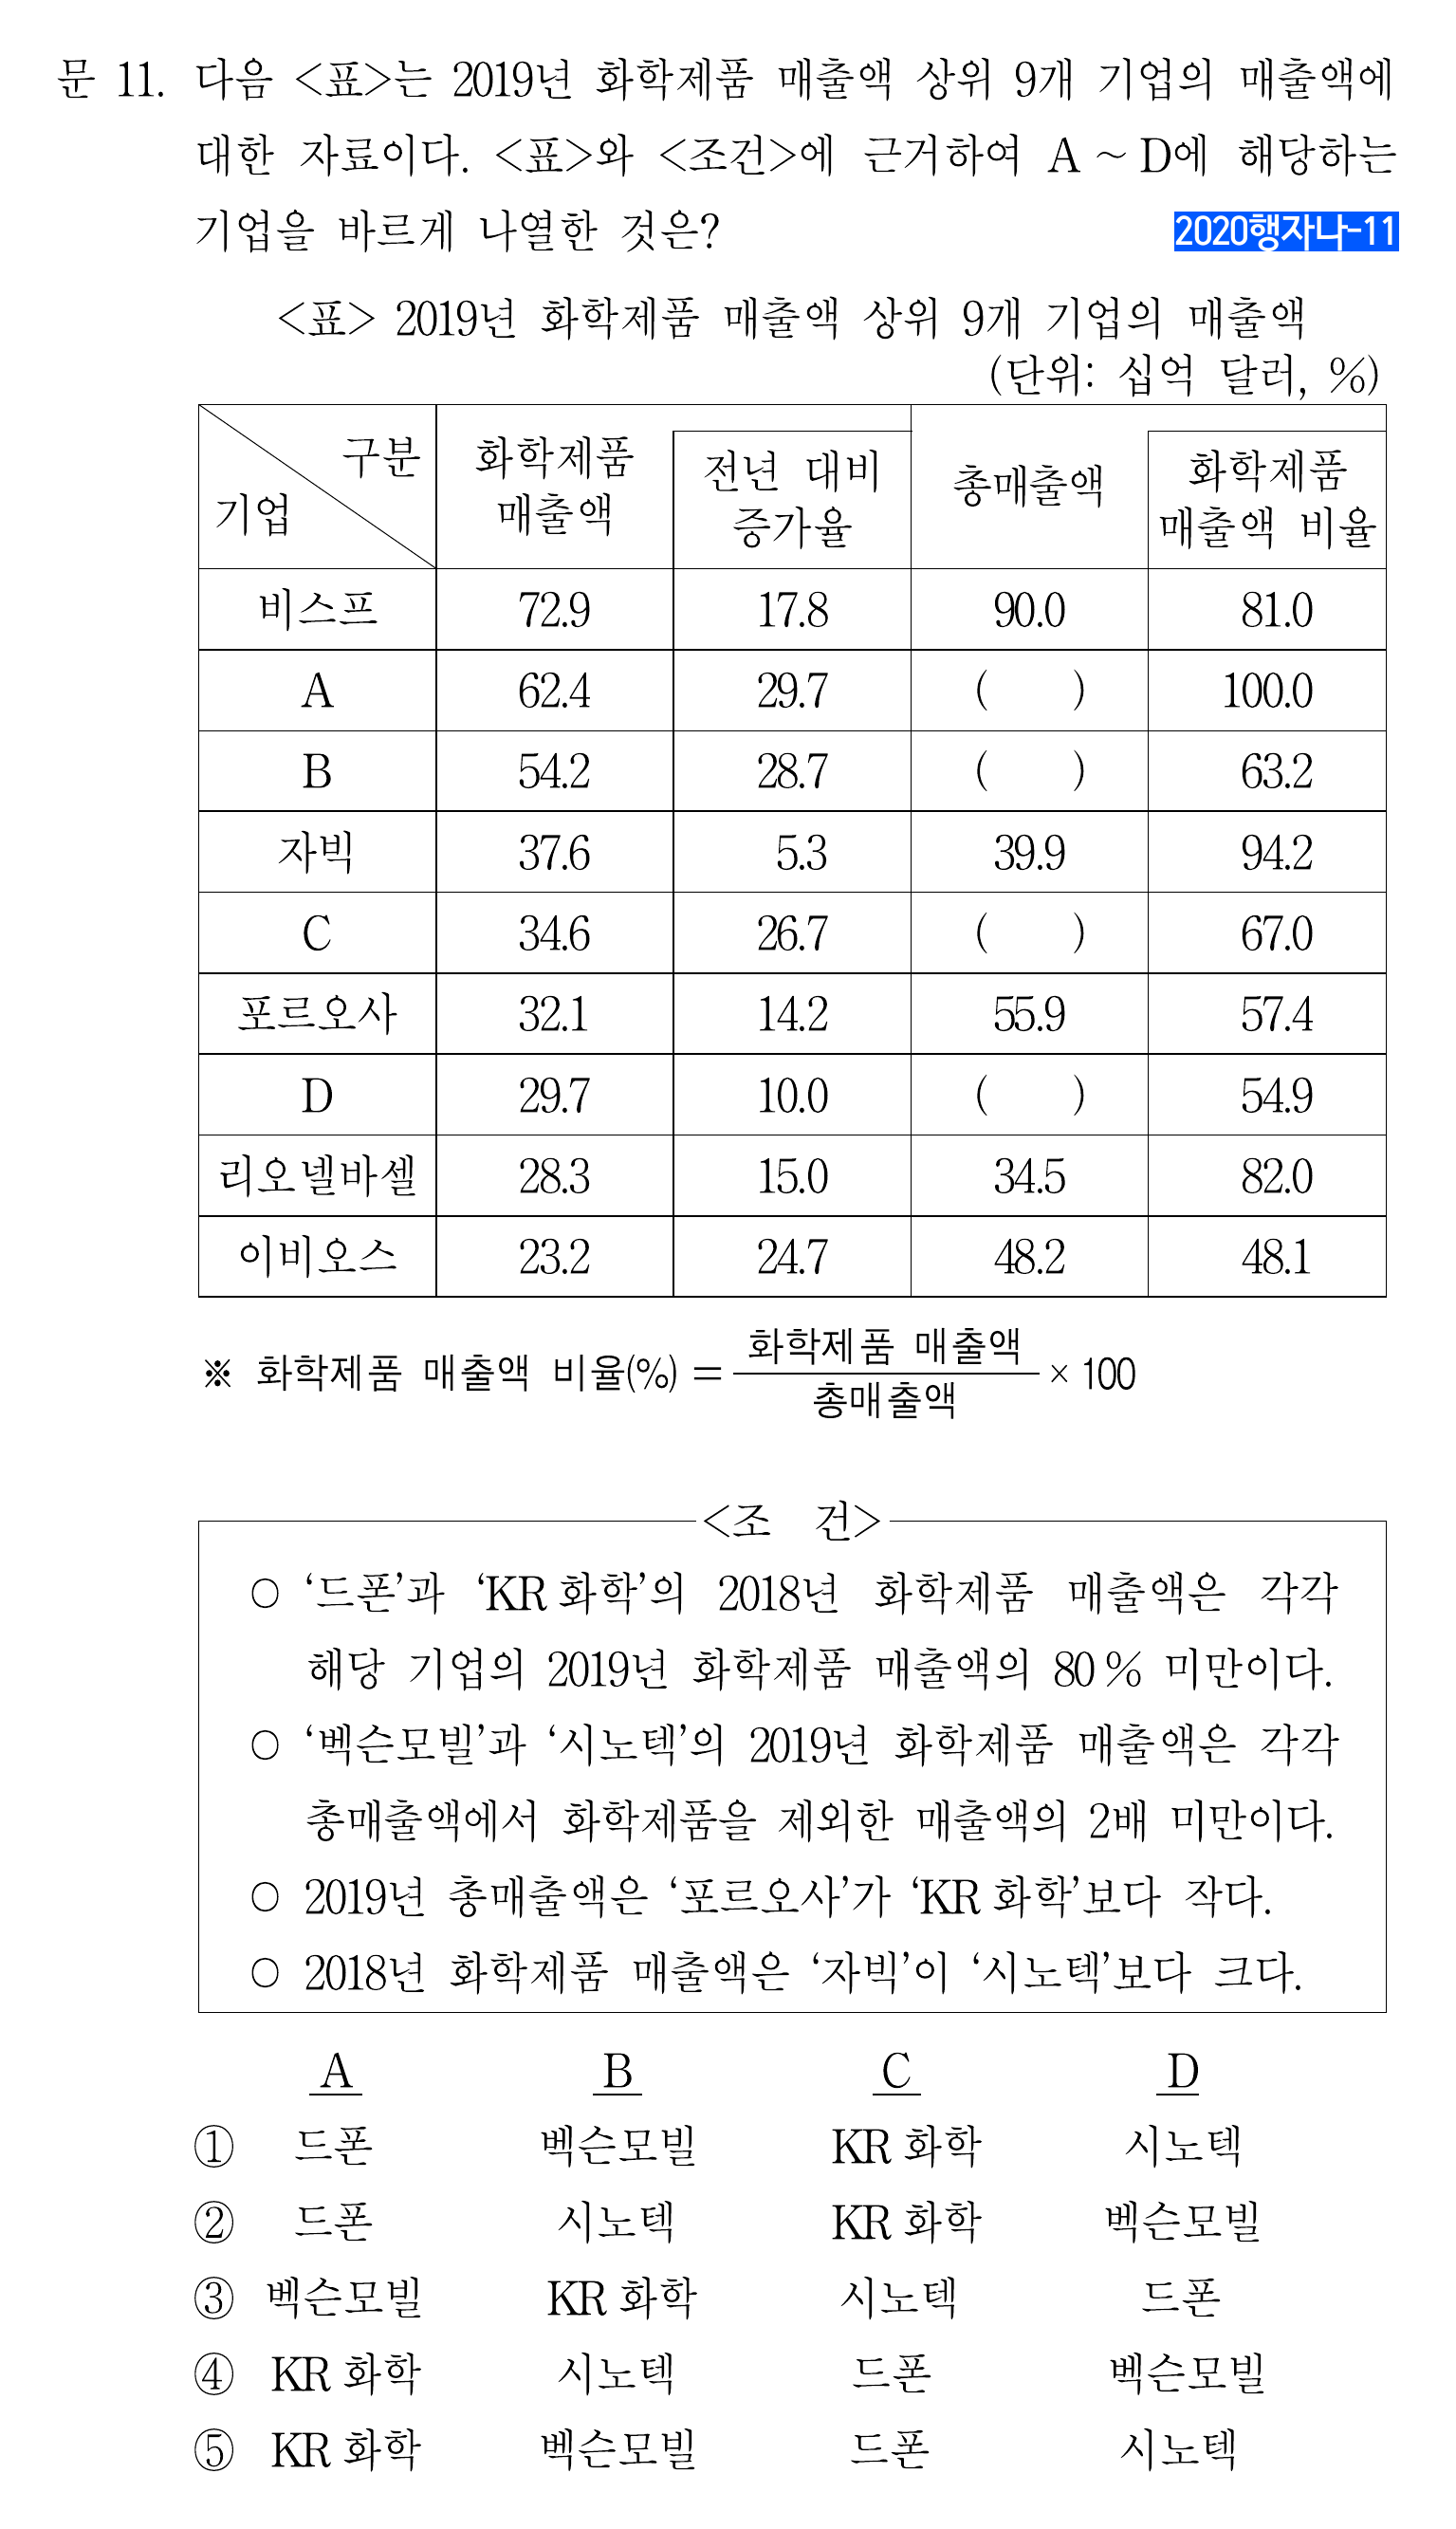 문 11. 다음 <표>는 2019년 화학제품 매출액 상위 9개 기업의 매출액에
대한 자료이다. <표>와 <조건>에 근거하여 A ~ D에 해당하는
기업을 바르게 나열한 것은?
2020행자나-11
<표> 2019년 화학제품 매출액 상위 9개 기업의 매출액
(단위: 십억 달러, %)
구분 기업 화학제품 매출액 전년 대비 증가율 총매출액 화학제품 매출액 비율
비스프 72.9 17.8 90.0 81.0
A 62.4 29.7 ( ) 100.0
B 54.2 28.7 ( ) 63.2
자빅 37.6 5.3 39.9 94.2
C 34.6 26.7 ( ) 67.0
포르오사 32.1 14.2 55.9 57.4
D 29.7 10.0 ( ) 54.9
리오넬바셀 28.3 15.0 34.5 82.0
이비오스 23.2 24.7 48.2 48.1
※ 화학제품 매출액 비율(%) = 화학제품 매출액 / 총매출액 × 100
<조 건>
○ ‘드폰’과 ‘KR 화학’의 2018년 화학제품 매출액은 각각
해당 기업의 2019년 화학제품 매출액의 80 % 미만이다.
○ ‘벡슨모빌’과 ‘시노텍’의 2019년 화학제품 매출액은 각각
총매출액에서 화학제품을 제외한 매출액의 2배 미만이다.
○ 2019년 총매출액은 ‘포르오사’가 ‘KR 화학’보다 작다.
○ 2018년 화학제품 매출액은 ‘자빅’이 ‘시노텍’보다 크다.
A B C D
① 드폰 벡슨모빌 KR 화학 시노텍
② 드폰 시노텍 KR 화학 벡슨모빌
③ 벡슨모빌 KR 화학 시노텍 드폰
④ KR 화학 시노텍 드폰 벡슨모빌
⑤ KR 화학 벡슨모빌 드폰 시노텍